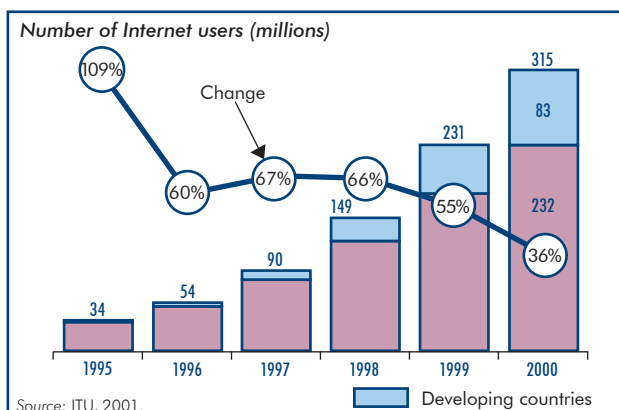 Number of Internet users (millions)
109%
Change
60%
67%
66%
55%
36%
34
54
90
149
231
315
83
232
1995 1996 1997 1998 1999 2000
Source: ITU, 2001.
Developing countries